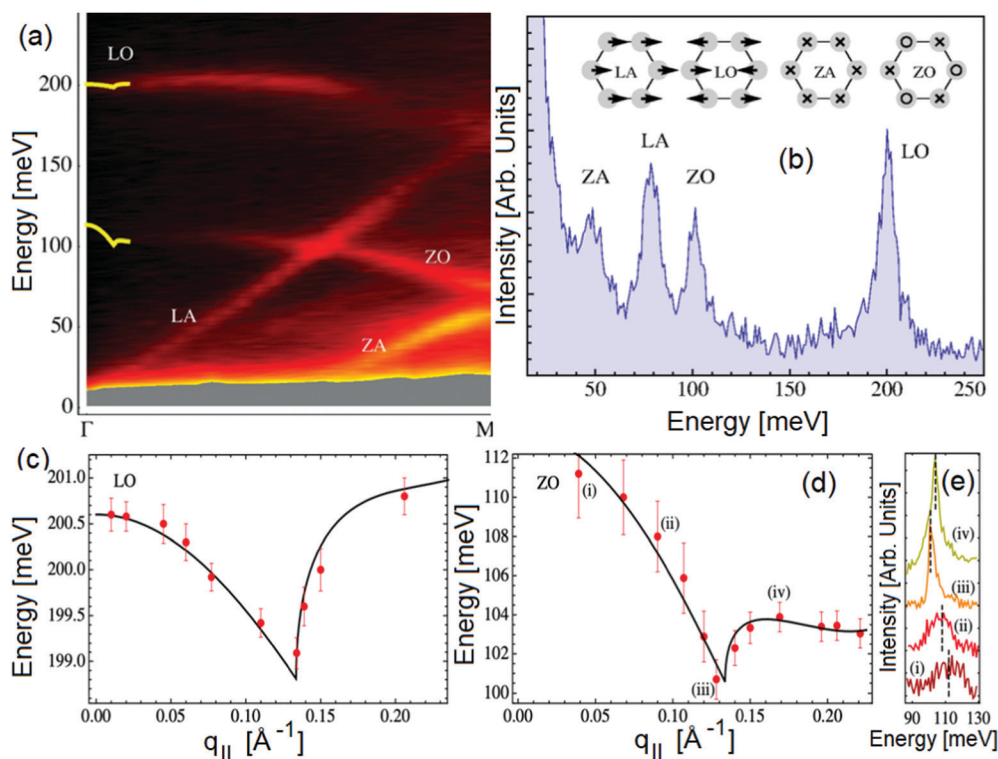 (a)
LO
200
150
100
50
0
Energy [meV]
ZO
LA
ZA
Γ
M
(b)
LA
LO
ZA
ZO
ZA
LA
ZO
LO
Intensity [Arb. Units]
50
100
150
200
250
Energy [meV]
(c)
LO
201.0
200.5
200.0
199.5
199.0
Energy [meV]
0.00
0.05
0.10
0.15
0.20
q|| [Å-1]
(d)
ZO
112
110
108
106
104
102
100
Energy [meV]
(i)
(ii)
(iii)
(iv)
0.00
0.05
0.10
0.15
0.20
q|| [Å-1]
(e)
(iv)
(iii)
(ii)
(i)
Intensity [Arb. Units]
90
110
130
Energy [meV]